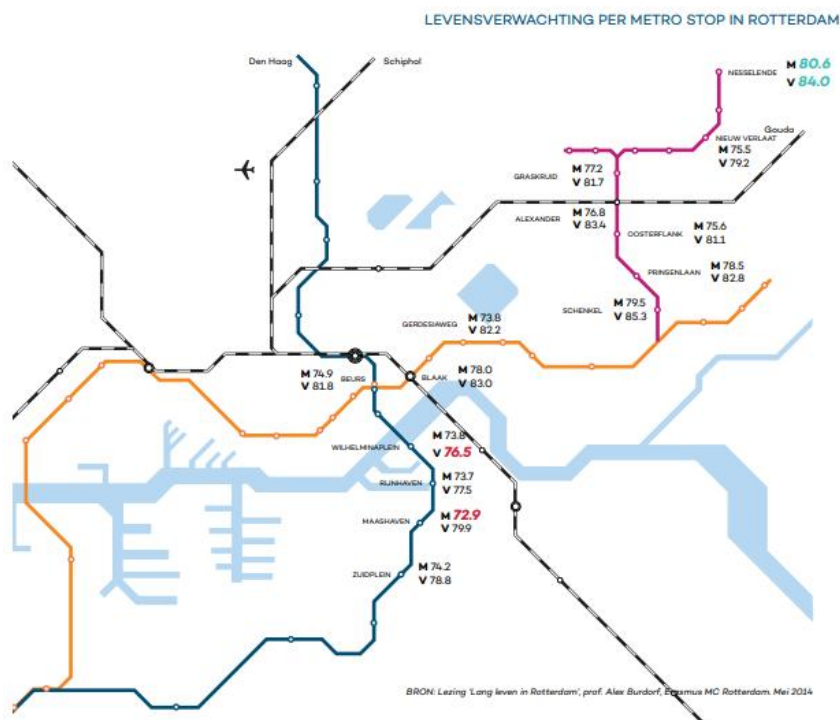 LEVENSVERWACHTING PER METRO STOP IN ROTTERDAM
Den Haag
Schiphol
NESSELENDE
M 80.6
V 84.0
Gouda
NIEUW VERLAAT
M 75.5
V 79.2
GRASKRUID
M 77.2
V 81.7
ALEXANDER
M 76.8
V 83.4
OOSTERFLANK
M 75.6
V 81.1
PRINSENLAAN
M 78.5
V 82.8
SCHENKEL
M 79.5
V 85.3
GERDESIAWEG
M 73.8
V 82.2
M 74.9
V 81.8
BEURS
BLAAK
M 78.0
V 83.0
WILHELMINAPLEIN
M 73.8
V 76.5
RIJNHAVEN
M 73.7
V 77.5
MAASHAVEN
M 72.9
V 79.9
ZUIDPLEIN
M 74.2
V 78.8
BRON: Lezing 'Lang leven in Rotterdam', prof. Alex Burdorf, Erasmus MC Rotterdam. Mei 2014